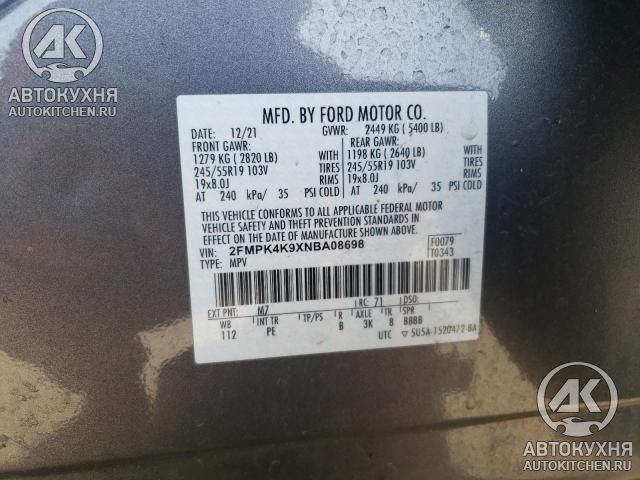 АК
АВТОКУХНЯ
AUTOKITCHEN.RU
MFD. BY FORD MOTOR CO.
DATE: 12/21 GVWR: 2449 KG ( 5400 LB)
FRONT GAWR: REAR GAWR:
1279 KG ( 2820 LB) WITH 1198 KG ( 2640 LB) WITH
245/55R19 103V TIRES 245/55R19 103V TIRES
19x8.0J RIMS 19x8.0J RIMS
AT 240 kPa/ 35 PSI COLD AT 240 kPa/ 35 PSI COLD
THIS VEHICLE CONFORMS TO ALL APPLICABLE FEDERAL MOTOR
VEHICLE SAFETY AND THEFT PREVENTION STANDARDS IN
EFFECT ON THE DATE OF MANUFACTURE SHOWN ABOVE.
VIN: 2FMPK4K9XNBA08698 F0079
TYPE: MPV T0343
EXT PNT: M7 RC: 71 DSO:
WB INT TR TP/PS R AXLE TR SPR
112 PE B 3K 8 BBBB
UTC ▽ 5U5A-1520472-BA
АК
АВТОКУХНЯ
AUTOKITCHEN.RU